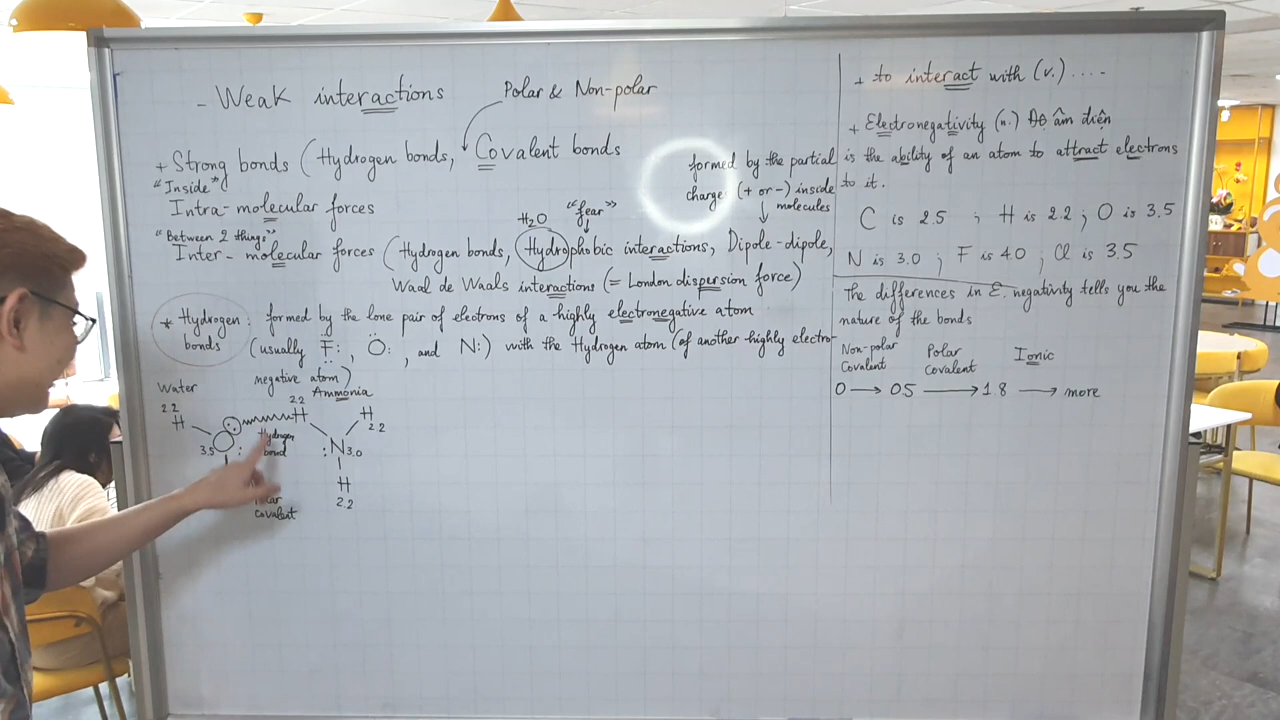 - Weak interactions
Polar & Non-polar
+ Strong bonds (Hydrogen bonds, Covalent bonds
"Inside"
Intra-molecular forces
"Between 2 things"
H₂O
"fear"
Inter-molecular forces (Hydrogen bonds, Hydrophobic interactions, Dipole-dipole,
Waal de Waals interactions (= London dispersion force)
formed by the partial
charge (+ or -) inside
molecules
* Hydrogen bonds : formed by the lone pair of electrons of a highly electronegative atom
(usually F:, O:, and N:) with the Hydrogen atom (of another highly electro-
negative atom)
Water
Ammonia
2.2
H
3.5
O
:
Hydrogen
bond
2.2
H
H
2.2
: N 3.0
H
2.2
covalent
+ to interact with (v.) ....
+ Electronegativity (n.) Độ âm điện
is the ability of an atom to attract electrons
to it.
C is 2.5 ; H is 2.2 ; O is 3.5
N is 3.0 ; F is 4.0 ; Cl is 3.5
The differences in E. negativity tells you the
nature of the bonds
Non-polar covalent
Polar covalent
Ionic
0 → 0.5 → 1.8 → more